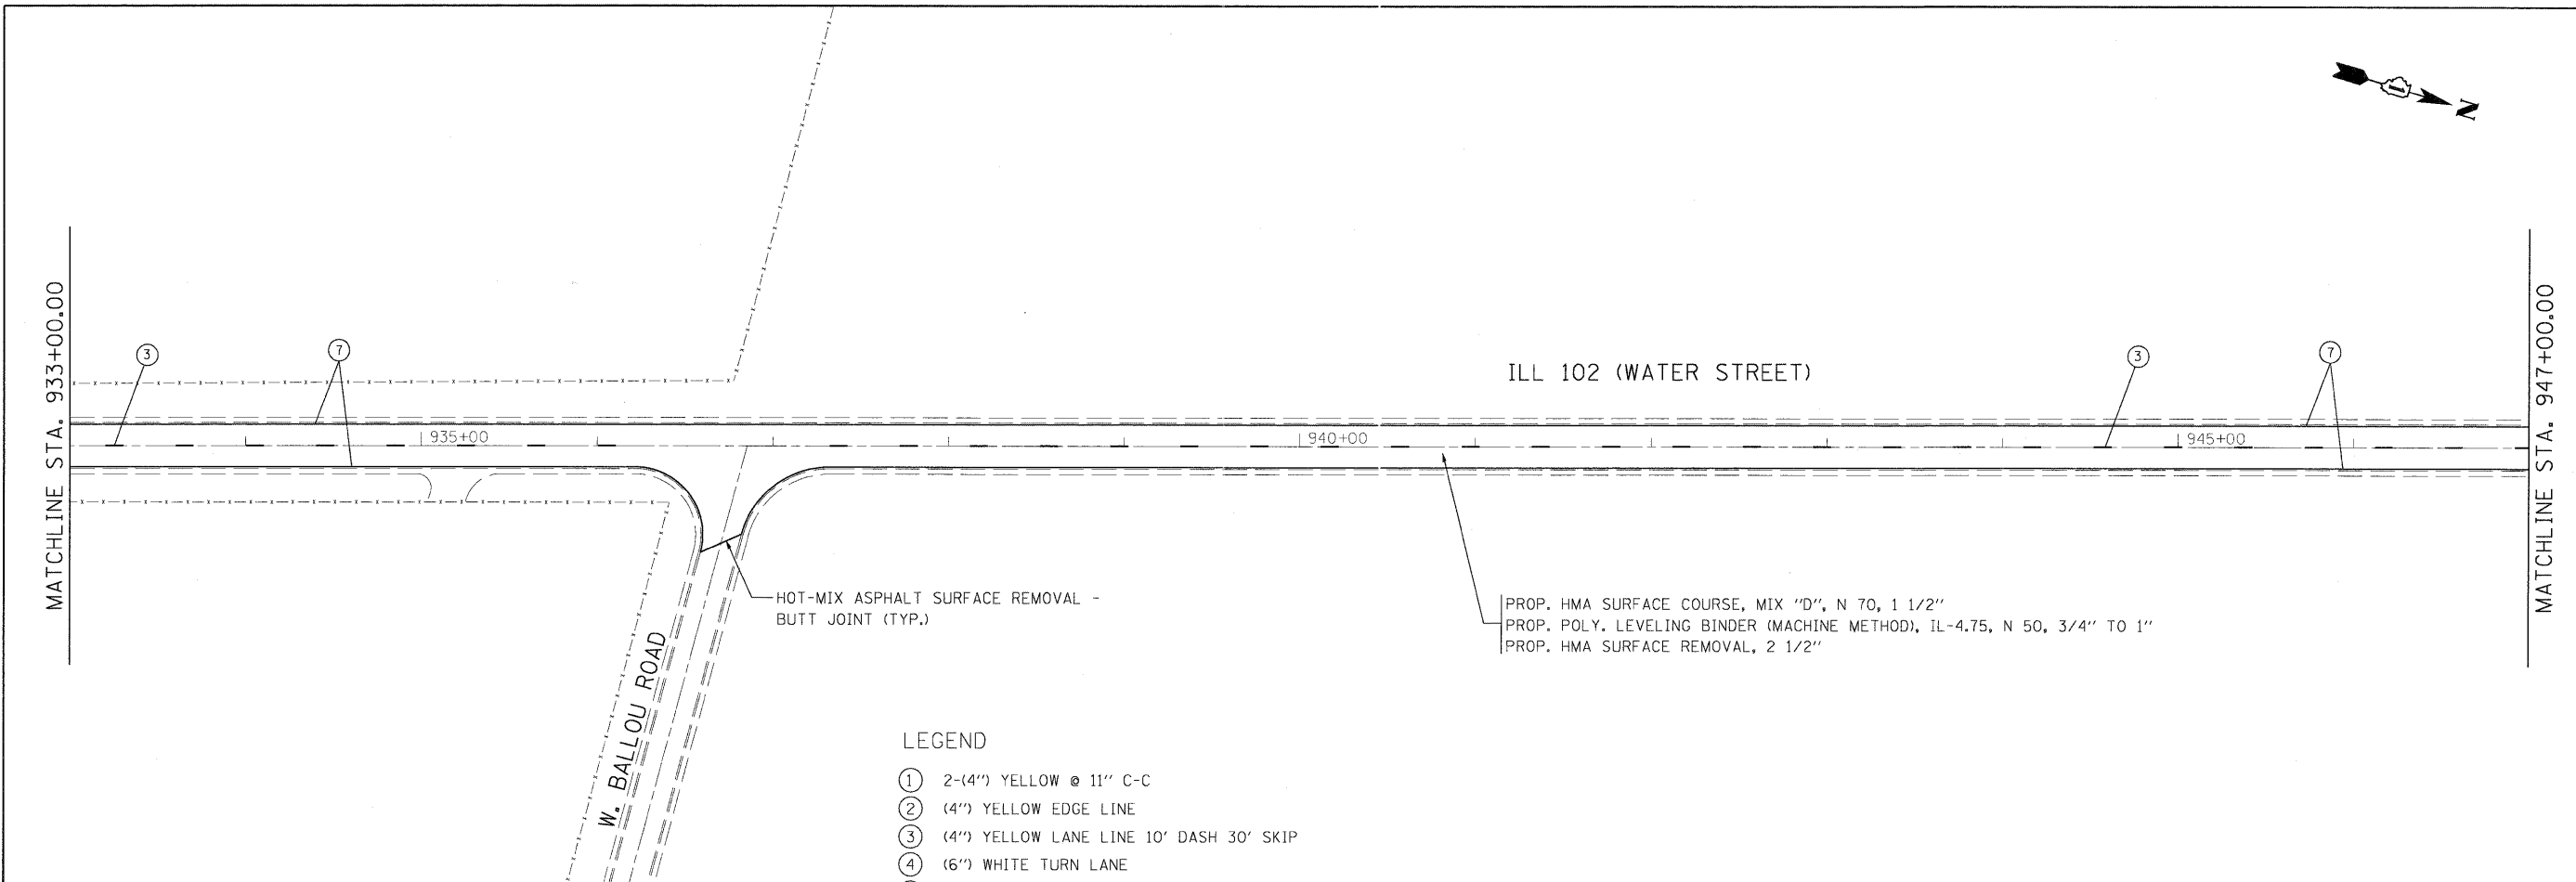 N
MATCHLINE STA. 933+00.00
3
7
ILL 102 (WATER STREET)
3
7
935+00
940+00
945+00
MATCHLINE STA. 947+00.00
HOT-MIX ASPHALT SURFACE REMOVAL -
BUTT JOINT (TYP.)
PROP. HMA SURFACE COURSE, MIX "D", N 70, 1 1/2"
PROP. POLY. LEVELING BINDER (MACHINE METHOD), IL-4.75, N 50, 3/4" TO 1"
PROP. HMA SURFACE REMOVAL, 2 1/2"
W. BALLOU ROAD
LEGEND
1 2-(4") YELLOW @ 11" C-C
2 (4") YELLOW EDGE LINE
3 (4") YELLOW LANE LINE 10' DASH 30' SKIP
4 (6") WHITE TURN LANE